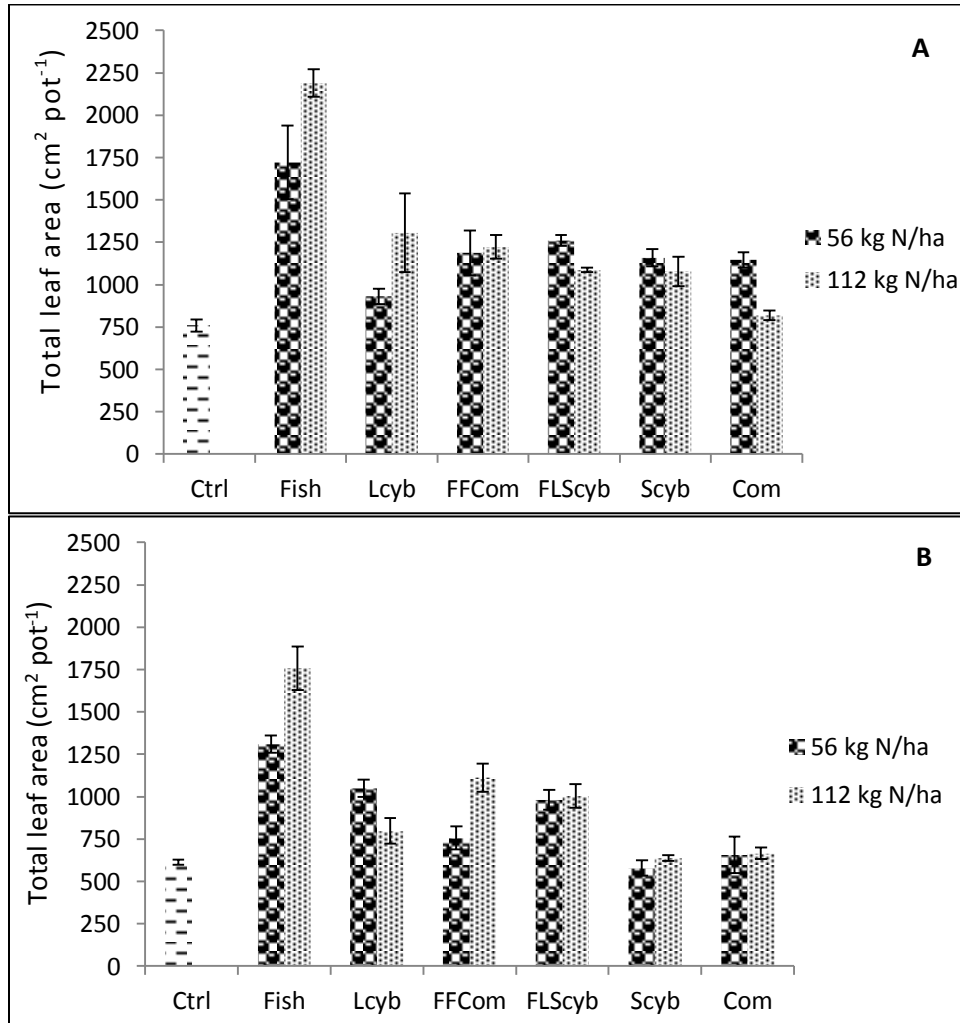 A
Total leaf area (cm² pot⁻¹)
2500
2250
2000
1750
1500
1250
1000
750
500
250
0
Ctrl Fish Lcyb FFCom FLScyb Scyb Com
56 kg N/ha
112 kg N/ha
B
Total leaf area (cm² pot⁻¹)
2500
2250
2000
1750
1500
1250
1000
750
500
250
0
Ctrl Fish Lcyb FFCom FLScyb Scyb Com
56 kg N/ha
112 kg N/ha